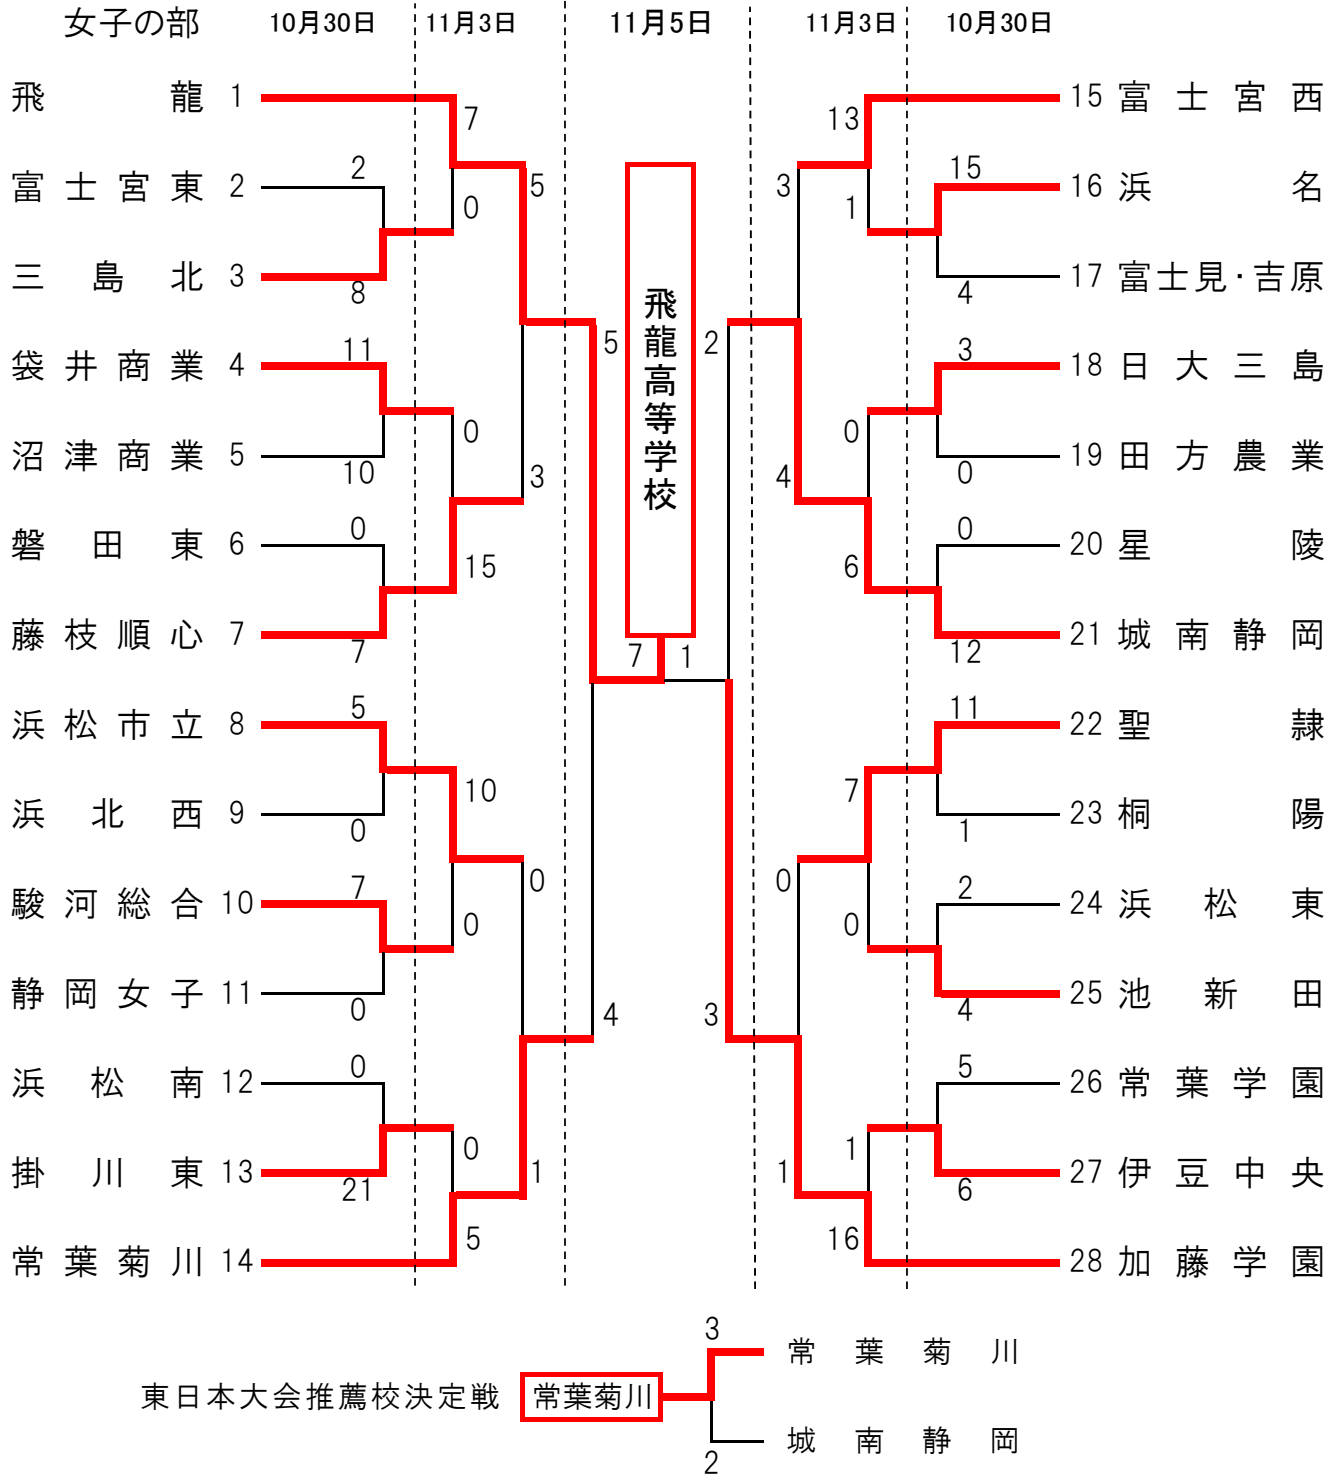 女子の部 10月30日 11月3日 11月5日 11月3日 10月30日
飛龍 1
富士宮東 2
三島北 3
袋井商業 4
沼津商業 5
磐田東 6
藤枝順心 7
浜松市立 8
浜北西 9
駿河総合 10
静岡女子 11
浜松南 12
掛川東 13
常葉菊川 14
2
8
11
10
0
7
5
0
7
0
0
21
7
0
0
15
10
0
0
5
5
3
0
1
5
4
飛龍高等学校
7 1
2
3
3
4
0
1
13
1
0
6
7
0
1
16
15
4
3
0
0
12
11
1
2
4
5
6
15 富士宮西
16 浜名
17 富士見・吉原
18 日大三島
19 田方農業
20 星陵
21 城南静岡
22 聖隷
23 桐陽
24 浜松東
25 池新田
26 常葉学園
27 伊豆中央
28 加藤学園
3 常葉菊川
東日本大会推薦校決定戦 常葉菊川
2 城南静岡